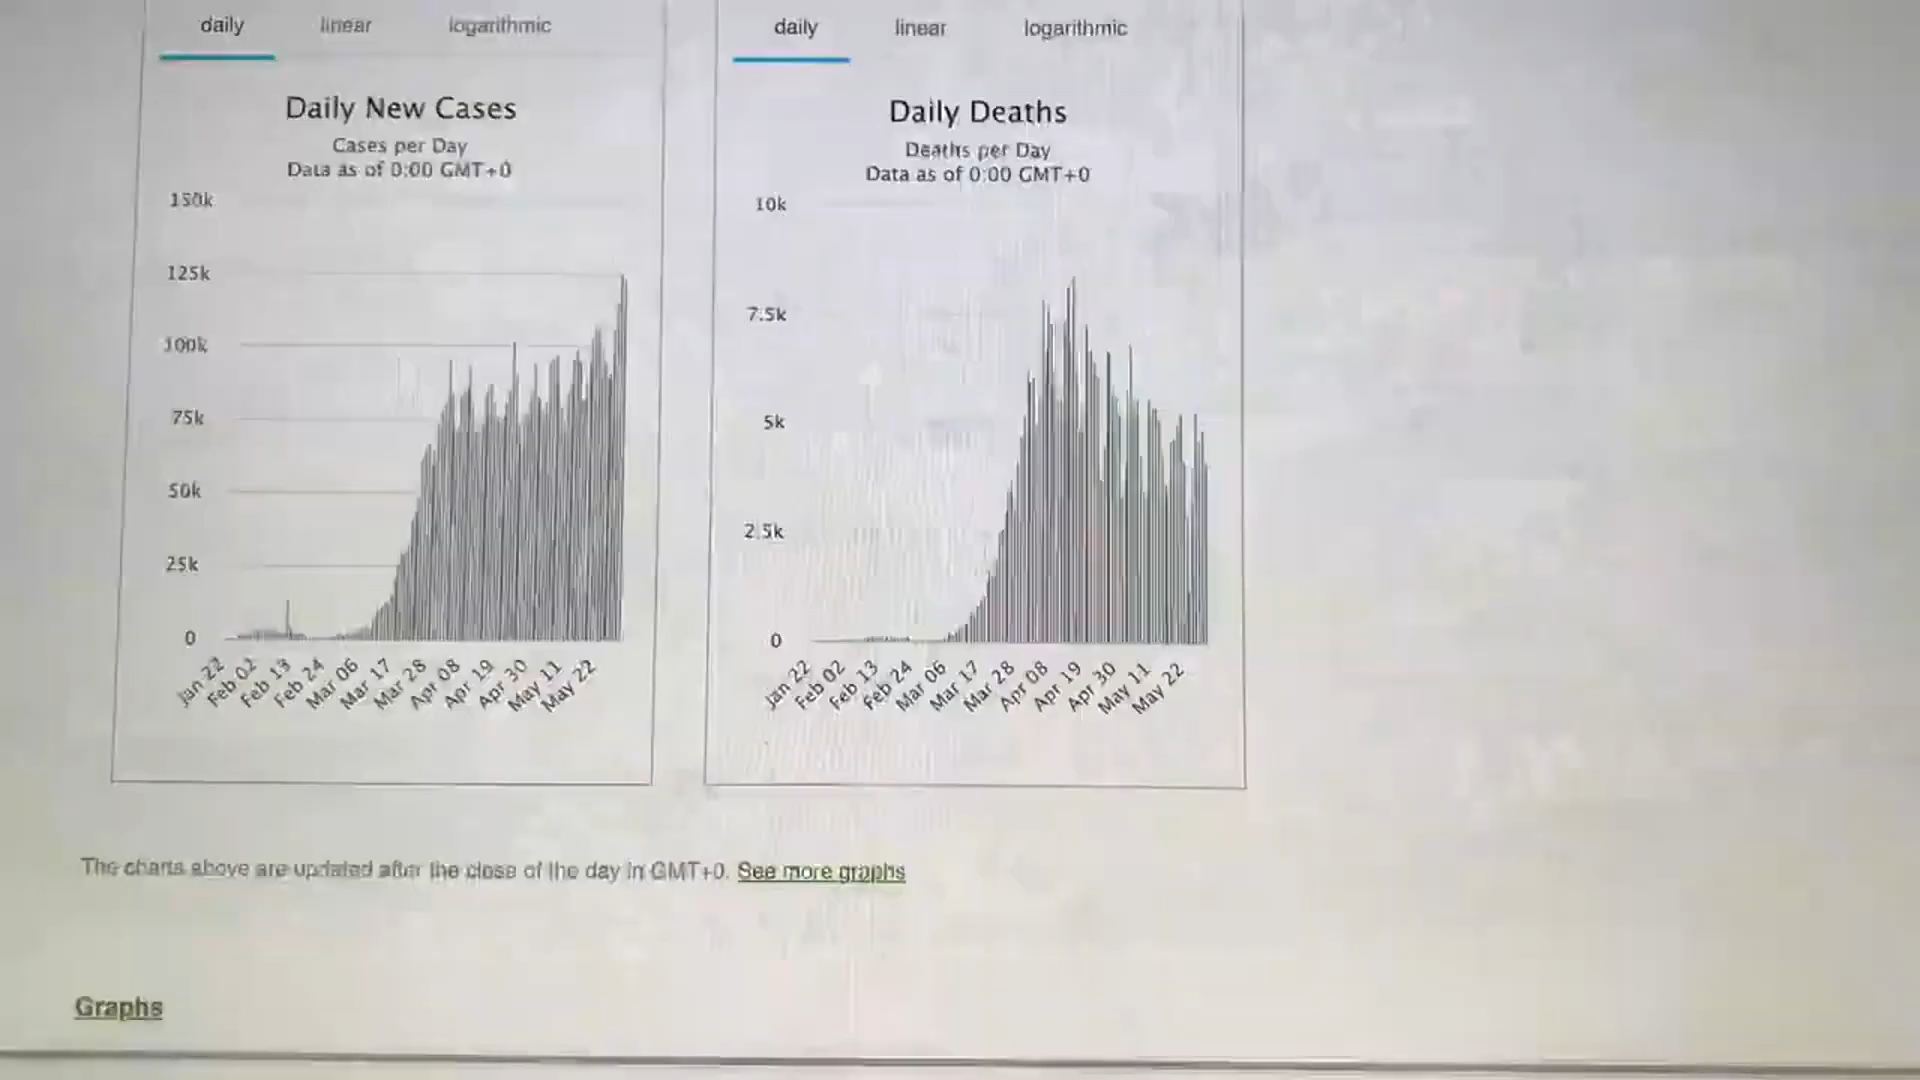 daily linear logarithmic
Daily New Cases
Cases per Day
Data as of 0:00 GMT+0
150k
125k
100k
75k
50k
25k
0
Jan 22
Feb 02
Feb 13
Feb 24
Mar 06
Mar 17
Mar 28
Apr 08
Apr 19
Apr 30
May 11
May 22
daily linear logarithmic
Daily Deaths
Deaths per Day
Data as of 0:00 GMT+0
10k
7.5k
5k
2.5k
0
Jan 22
Feb 02
Feb 13
Feb 24
Mar 06
Mar 17
Mar 28
Apr 08
Apr 19
Apr 30
May 11
May 22
The charts above are updated after the close of the day in GMT+0. See more graphs
Graphs